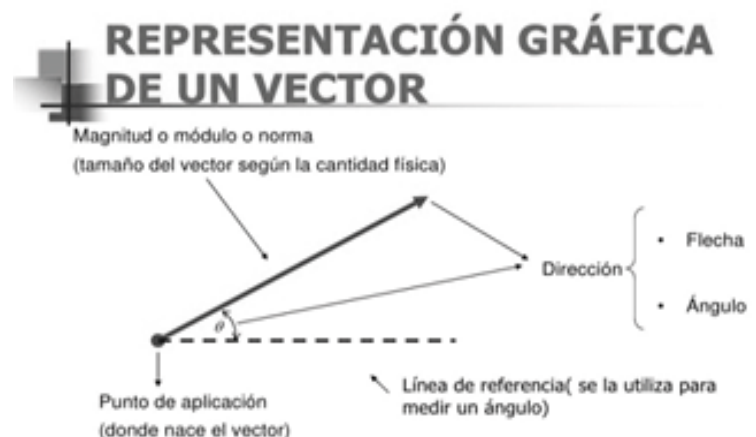 REPRESENTACIÓN GRÁFICA
DE UN VECTOR
Magnitud o módulo o norma
(tamaño del vector según la cantidad física)
Dirección
• Flecha
• Ángulo
θ
Línea de referencia( se la utiliza para
medir un ángulo)
Punto de aplicación
(donde nace el vector)